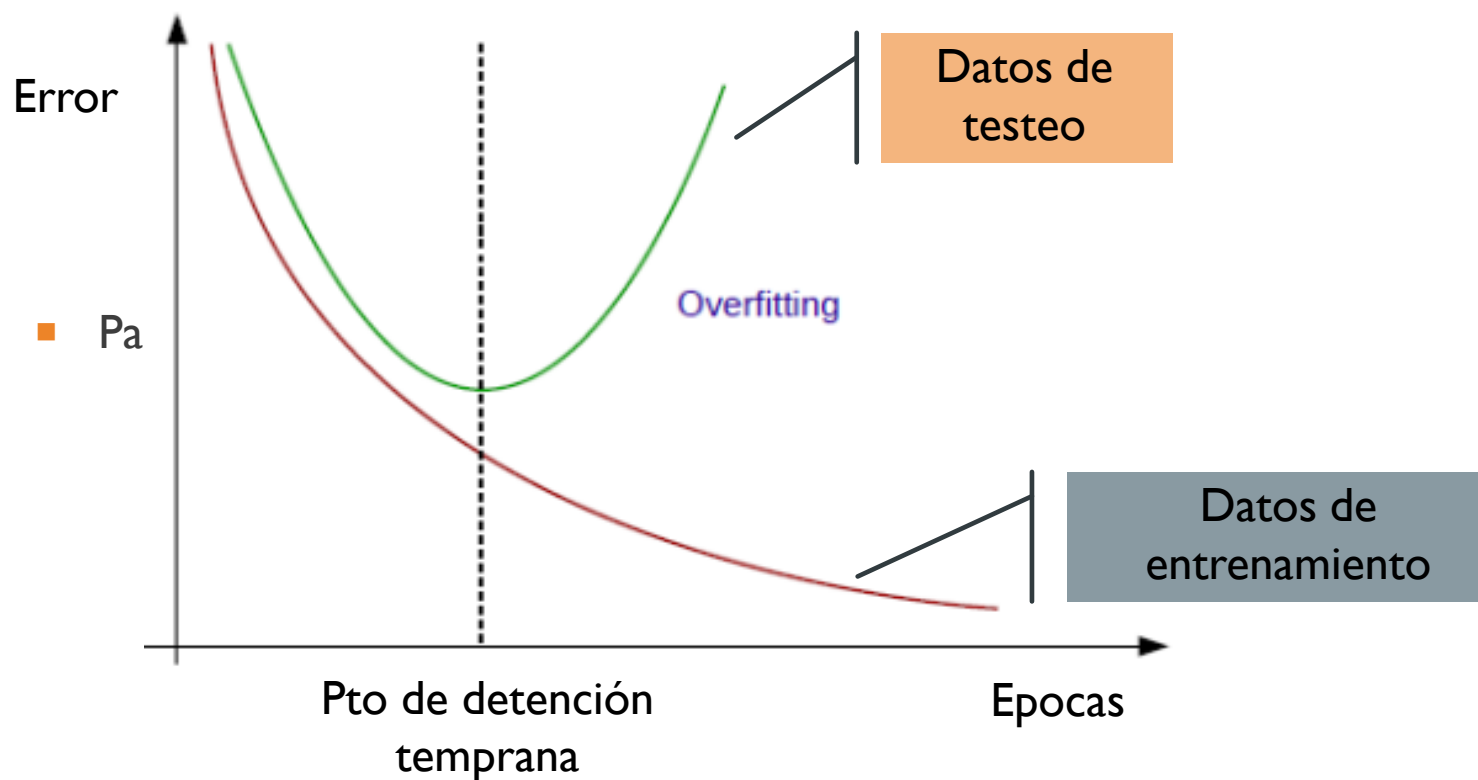 Error
Datos de
testeo
Overfitting
Pa
Datos de
entrenamiento
Pto de detención
temprana
Epocas